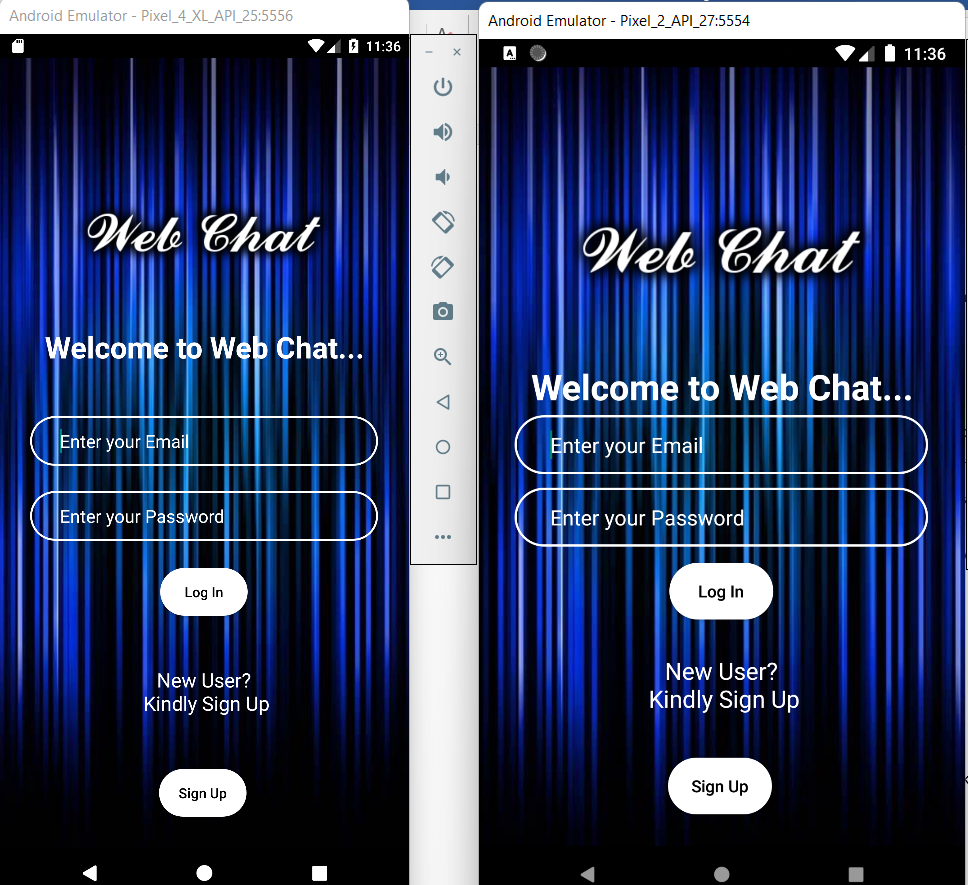 Android Emulator - Pixel_4_XL_API_25:5556
11:36
Web Chat
Welcome to Web Chat...
Enter your Email
Enter your Password
Log In
New User?
Kindly Sign Up
Sign Up
Android Emulator - Pixel_2_API_27:5554
A
11:36
Web Chat
Welcome to Web Chat...
Enter your Email
Enter your Password
Log In
New User?
Kindly Sign Up
Sign Up